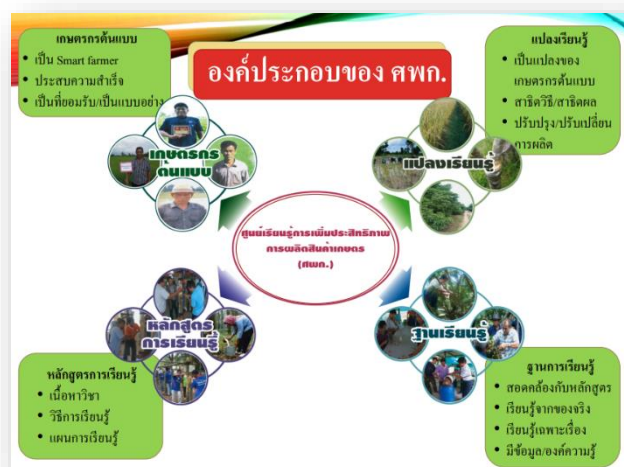 องค์ประกอบของ ศพก.
เกษตรกรต้นแบบ
• เป็น Smart farmer
• ประสบความสำเร็จ
• เป็นที่ยอมรับ/เป็นแบบอย่าง
แปลงเรียนรู้
• เป็นแปลงของ
เกษตรกรต้นแบบ
• สาธิตวิธี/สาธิตผล
• ปรับปรุง/ปรับเปลี่ยน
การผลิต
เกษตรกร
ต้นแบบ
แปลงเรียนรู้
ศูนย์เรียนรู้การเพิ่มประสิทธิภาพ
การผลิตสินค้าเกษตร
(ศพก.)
หลักสูตร
การเรียนรู้
ฐานเรียนรู้
หลักสูตรการเรียนรู้
• เนื้อหาวิชา
• วิธีการเรียนรู้
• แผนการเรียนรู้
ฐานการเรียนรู้
• สอดคล้องกับหลักสูตร
• เรียนรู้จากของจริง
• เรียนรู้เฉพาะเรื่อง
• มีข้อมูล/องค์ความรู้